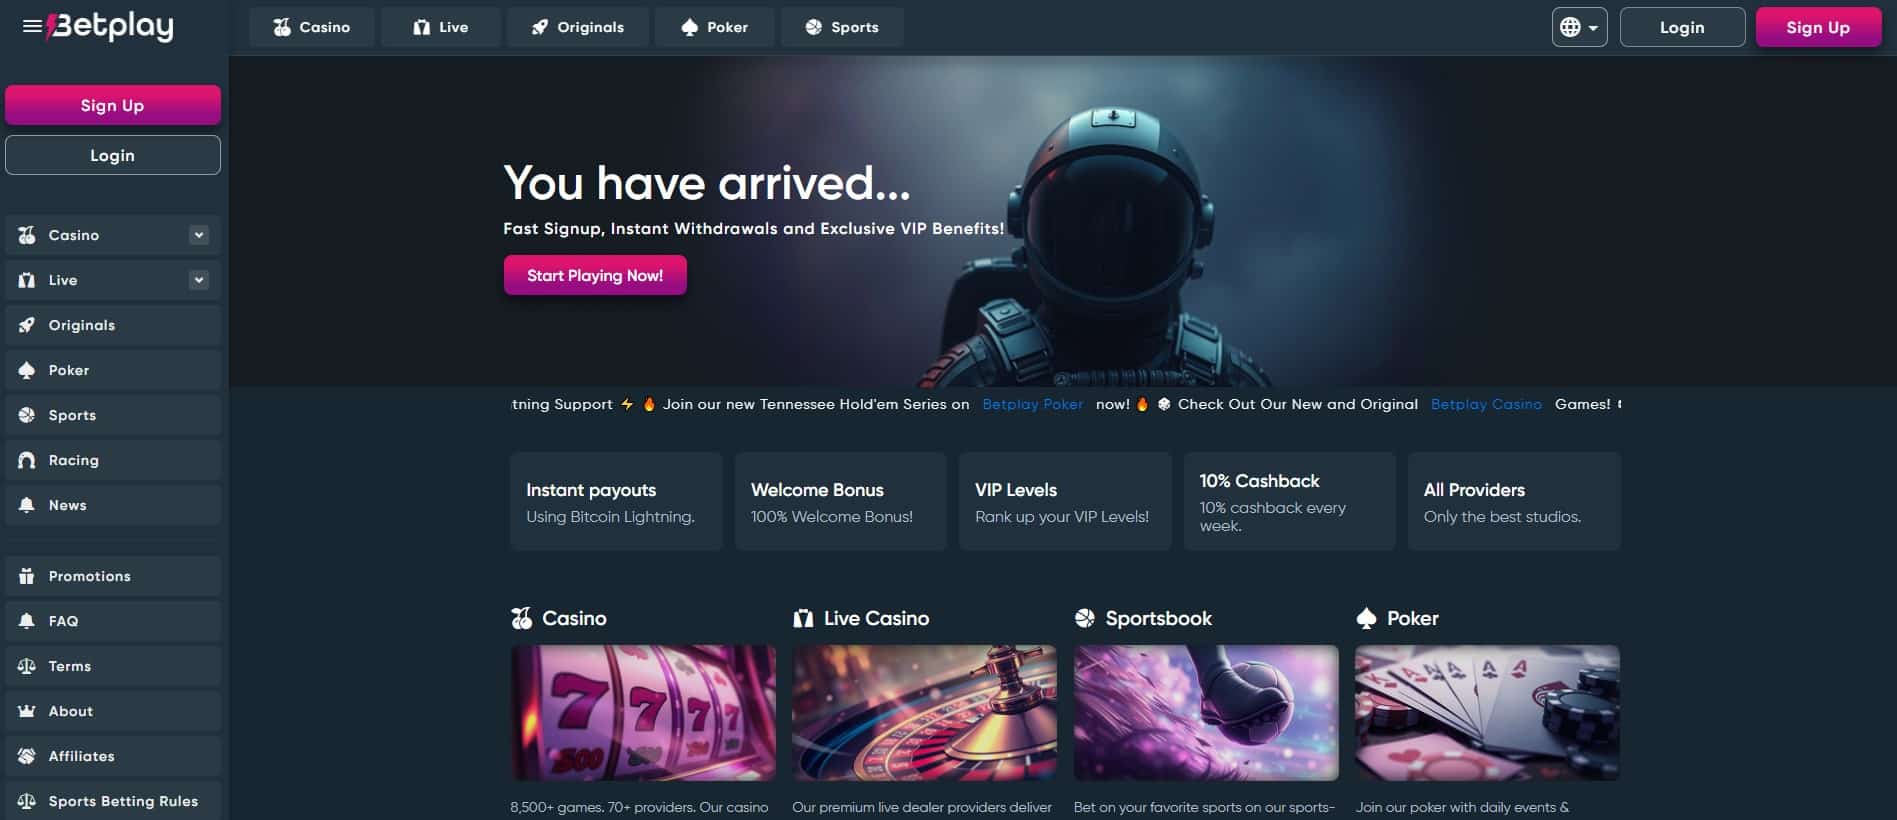 Betplay
Casino
Live
Originals
Poker
Sports
Login
Sign Up
Sign Up
Login
Casino
Live
Originals
Poker
Sports
Racing
News
Promotions
FAQ
Terms
About
Affiliates
Sports Betting Rules
You have arrived...
Fast Signup, Instant Withdrawals and Exclusive VIP Benefits!
Start Playing Now!
tning Support ⚡ 🔥 Join our new Tennessee Hold'em Series on Betplay Poker now! 🔥 🎲 Check Out Our New and Original Betplay Casino Games!
Instant payouts
Using Bitcoin Lightning.
Welcome Bonus
100% Welcome Bonus!
VIP Levels
Rank up your VIP Levels!
10% Cashback
10% cashback every
week.
All Providers
Only the best studios.
Casino
7777
500
8,500+ games. 70+ providers. Our casino
Live Casino
Our premium live dealer providers deliver
Sportsbook
Bet on your favorite sports on our sports-
Poker
A A A A A
Join our poker with daily events &